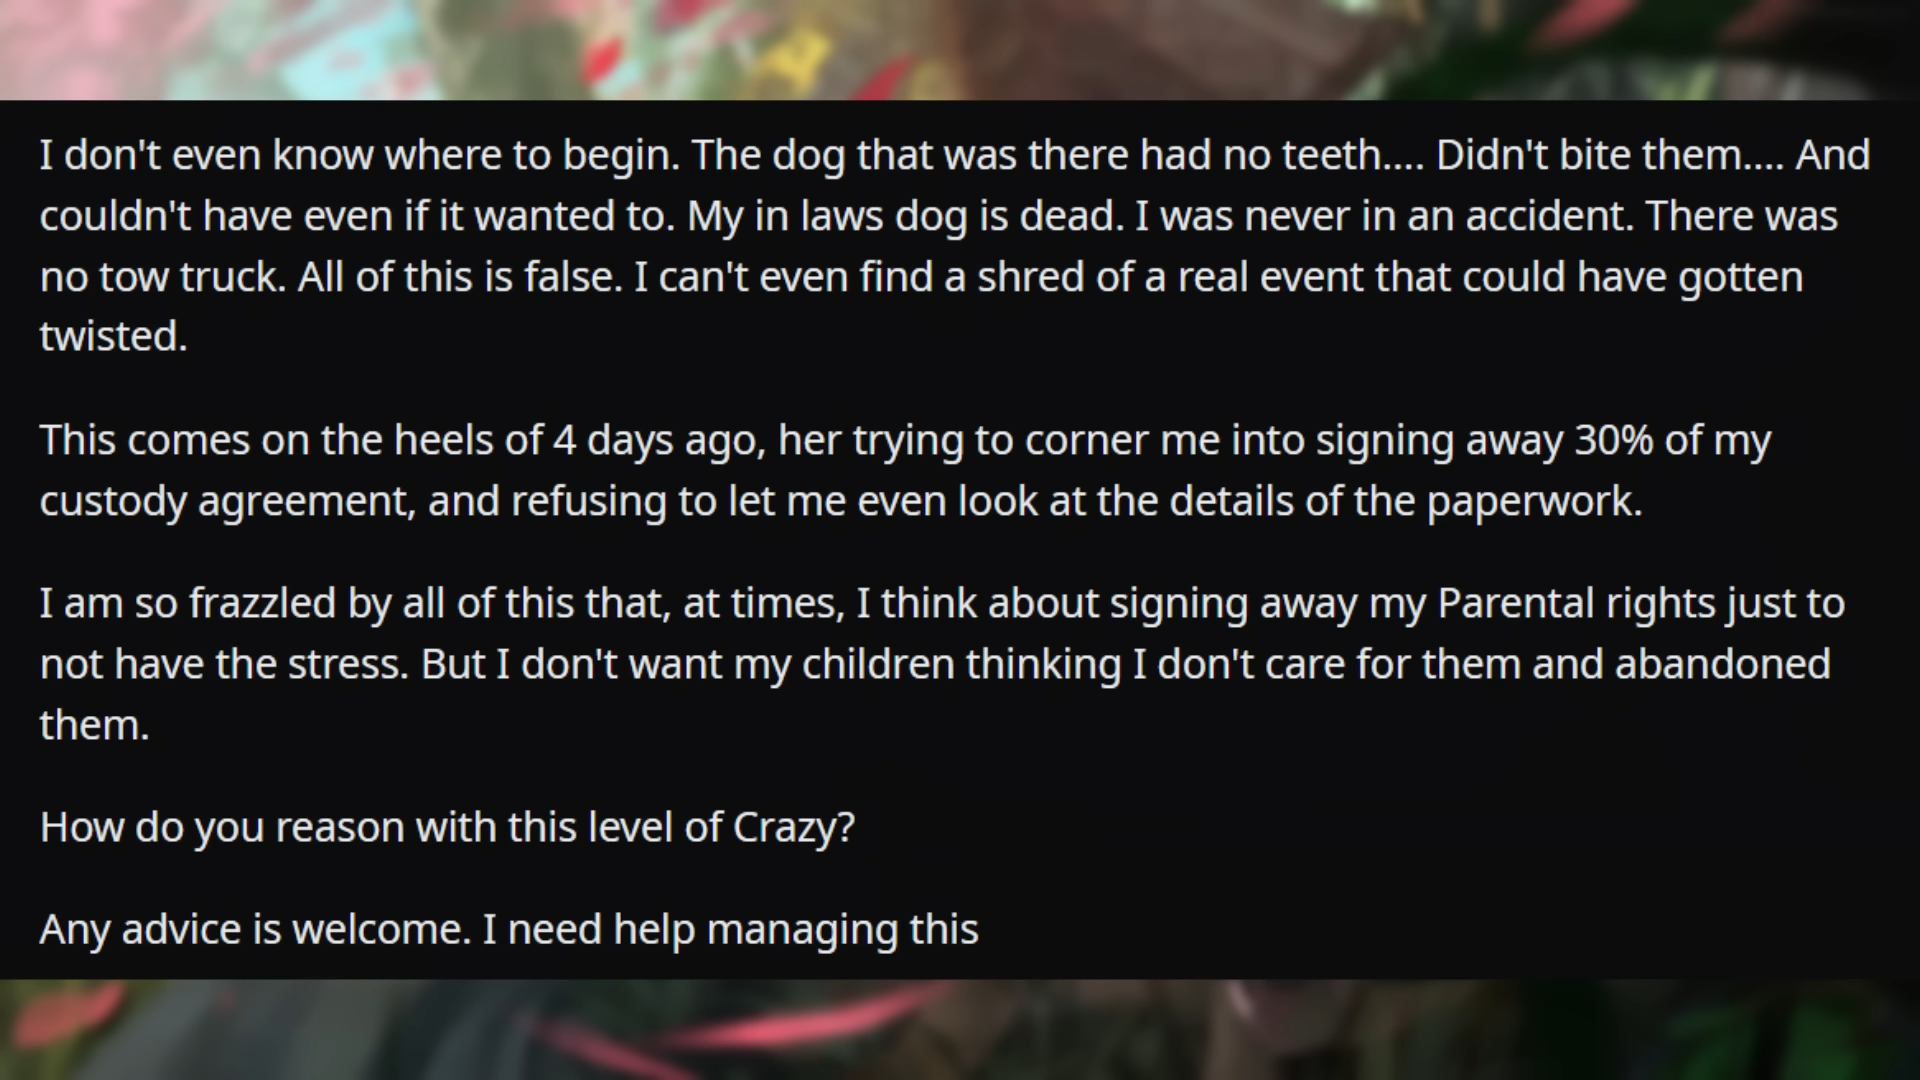 I don't even know where to begin. The dog that was there had no teeth.... Didn't bite them.... And
couldn't have even if it wanted to. My in laws dog is dead. I was never in an accident. There was
no tow truck. All of this is false. I can't even find a shred of a real event that could have gotten
twisted.
This comes on the heels of 4 days ago, her trying to corner me into signing away 30% of my
custody agreement, and refusing to let me even look at the details of the paperwork.
I am so frazzled by all of this that, at times, I think about signing away my Parental rights just to
not have the stress. But I don't want my children thinking I don't care for them and abandoned
them.
How do you reason with this level of Crazy?
Any advice is welcome. I need help managing this